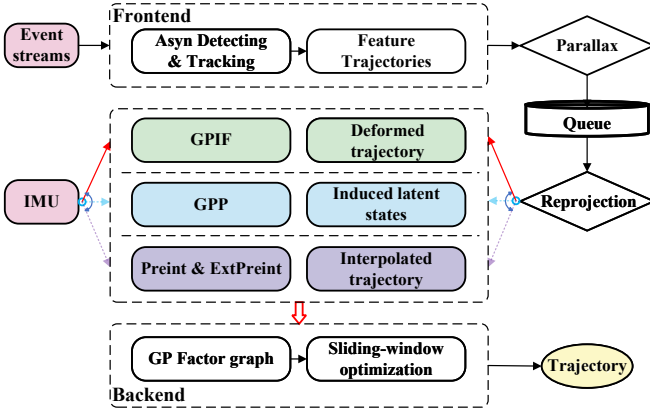 Frontend
Event
streams
Asyn Detecting
& Tracking
Feature
Trajectories
Parallax
Queue
Reprojection
IMU
GPIF
Deformed
trajectory
GPP
Induced latent
states
Preint & ExtPreint
Interpolated
trajectory
GP Factor graph
Sliding-window
optimization
Trajectory
Backend